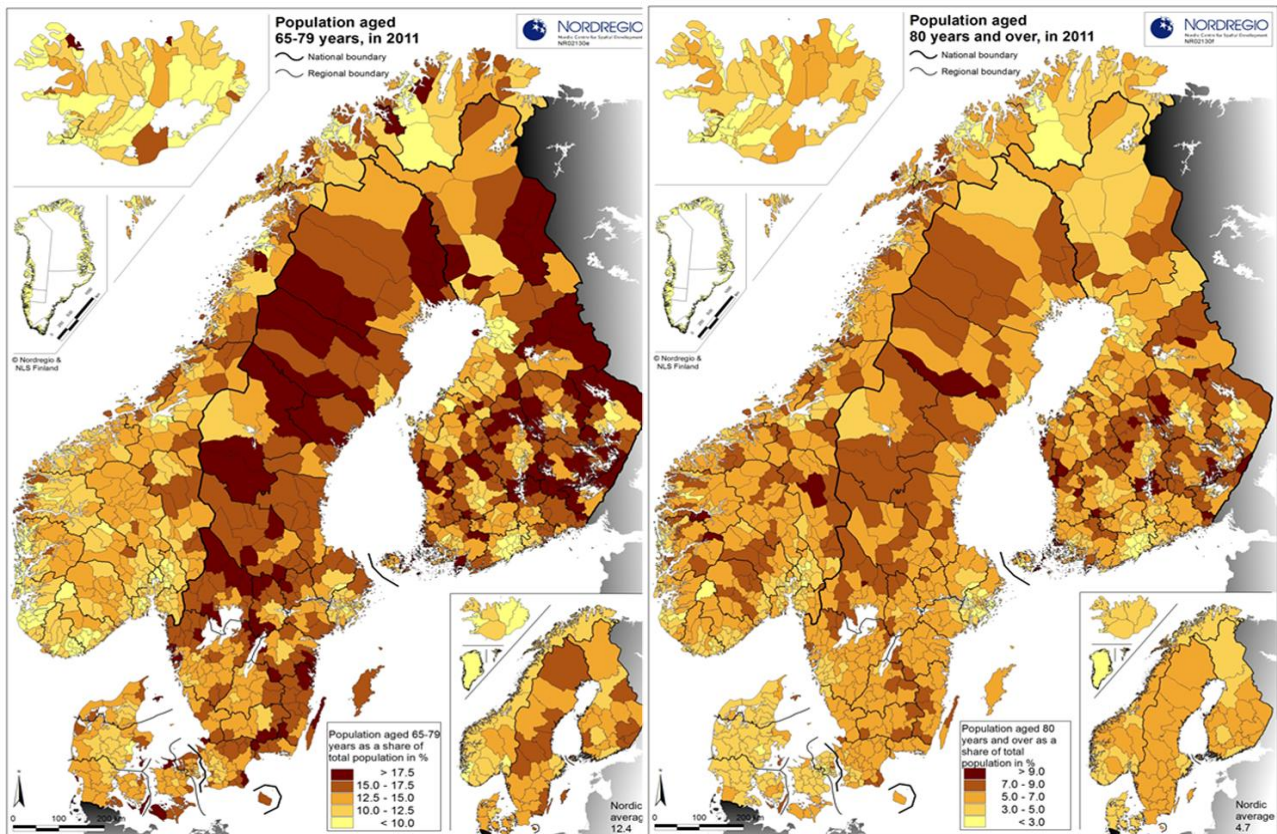 Population aged
65-79 years, in 2011
National boundary
Regional boundary
NORDREGIO
Nordic Centre for Spatial Development
NR02130e
© Nordregio &
NLS Finland
Population aged 65-79
years as a share of
total population in %
> 17.5
15.0 - 17.5
12.5 - 15.0
10.0 - 12.5
< 10.0
0 100 200 km
Nordic
average
12.4
Population aged
80 years and over, in 2011
National boundary
Regional boundary
NORDREGIO
Nordic Centre for Spatial Development
NR02130f
© Nordregio &
NLS Finland
Population aged 80
years and over as a
share of total
population in %
> 9.0
7.0 - 9.0
5.0 - 7.0
3.0 - 5.0
< 3.0
0 100 200 km
Nordic
average
4.7